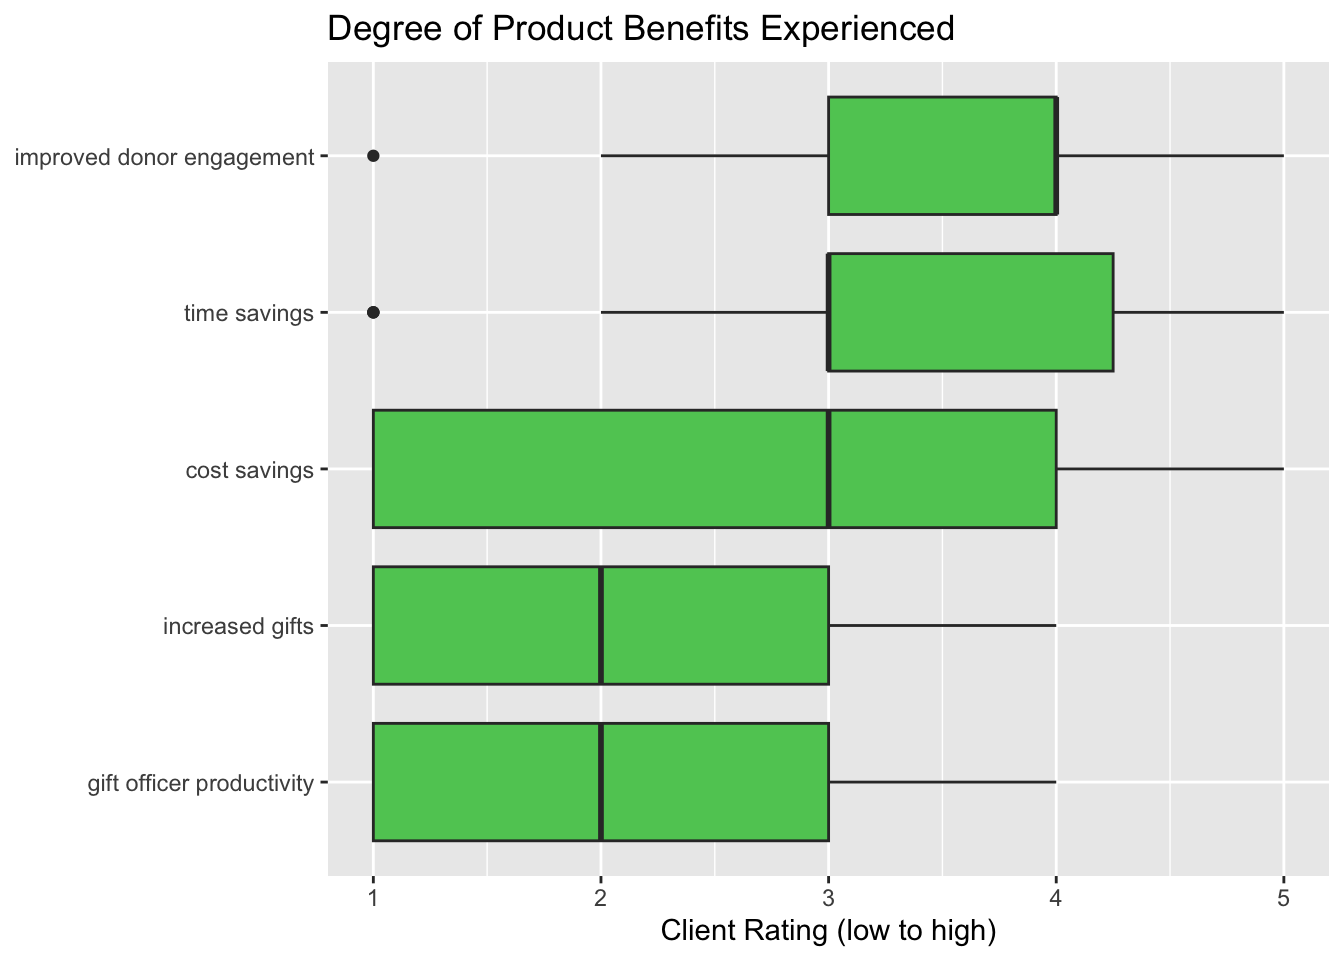 Degree of Product Benefits Experienced
improved donor engagement
time savings
cost savings
increased gifts
gift officer productivity
1 2 3 4 5
Client Rating (low to high)